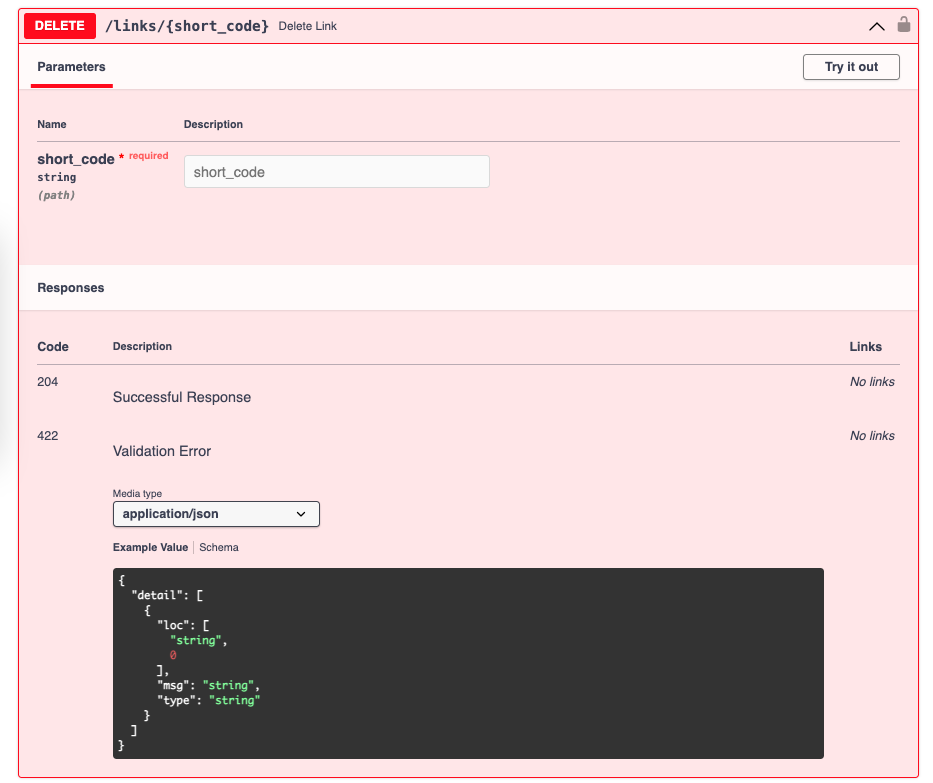 DELETE /links/{short_code} Delete Link
Parameters Try it out
Name Description
short_code * required short_code
string
(path)
Responses
Code Description Links
204 No links
Successful Response
422 No links
Validation Error
Media type
application/json
Example Value Schema
{
  "detail": [
    {
      "loc": [
        "string",
        0
      ],
      "msg": "string",
      "type": "string"
    }
  ]
}